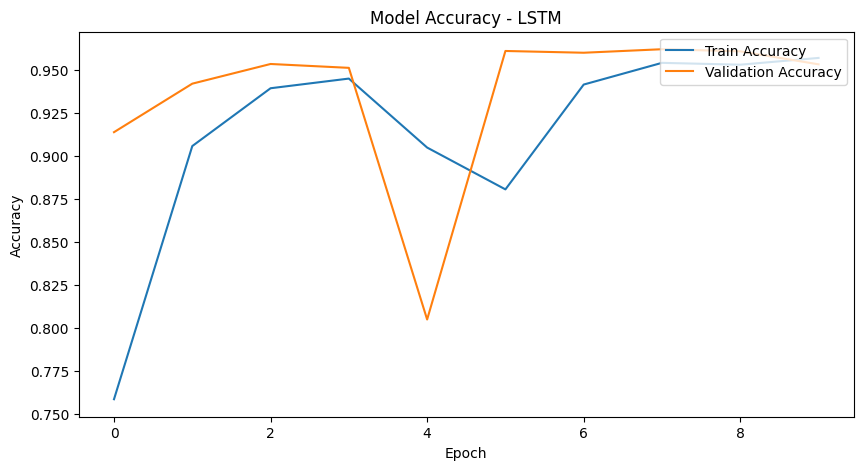 Model Accuracy - LSTM
Train Accuracy
Validation Accuracy
0.950
0.925
0.900
0.875
0.850
0.825
0.800
0.775
0.750
Accuracy
0 2 4 6 8
Epoch